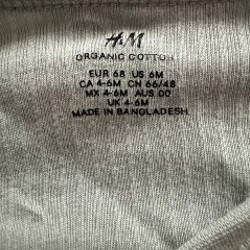 H&M
ORGANIC COTTON
EUR 68 US 6M
CA 4-6M CN 66/48
MX 4-6M AUS 00
UK 4-6M
MADE IN BANGLADESH